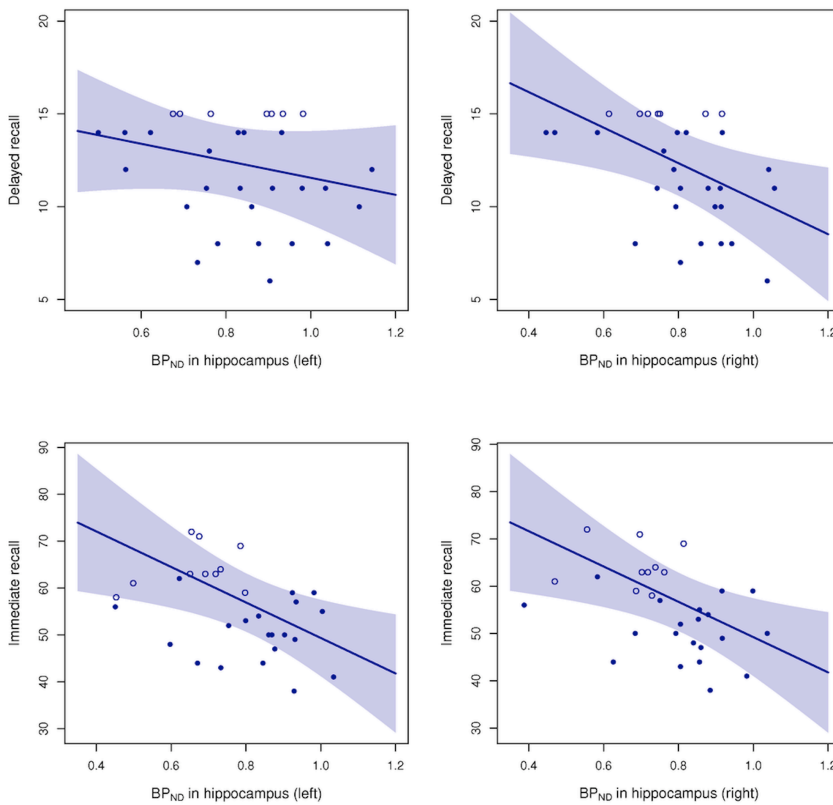 20
15
10
5
Delayed recall
0.6 0.8 1.0 1.2
BPND in hippocampus (left)
20
15
10
5
Delayed recall
0.4 0.6 0.8 1.0 1.2
BPND in hippocampus (right)
90
80
70
60
50
40
30
Immediate recall
0.4 0.6 0.8 1.0 1.2
BPND in hippocampus (left)
90
80
70
60
50
40
30
Immediate recall
0.4 0.6 0.8 1.0 1.2
BPND in hippocampus (right)